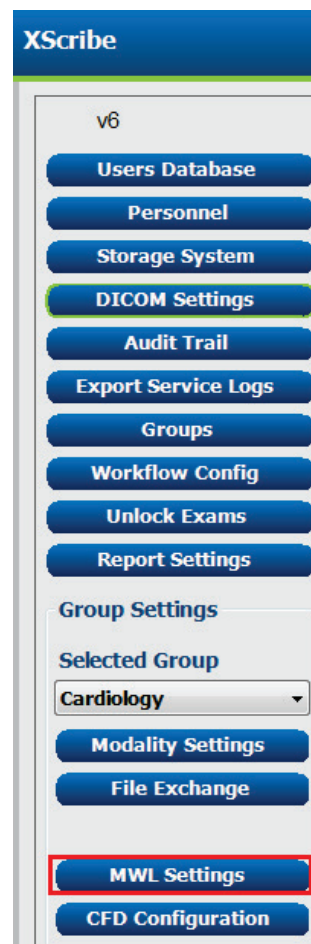 XScribe
v6
Users Database
Personnel
Storage System
DICOM Settings
Audit Trail
Export Service Logs
Groups
Workflow Config
Unlock Exams
Report Settings
Group Settings
Selected Group
Cardiology
Modality Settings
File Exchange
MWL Settings
CFD Configuration